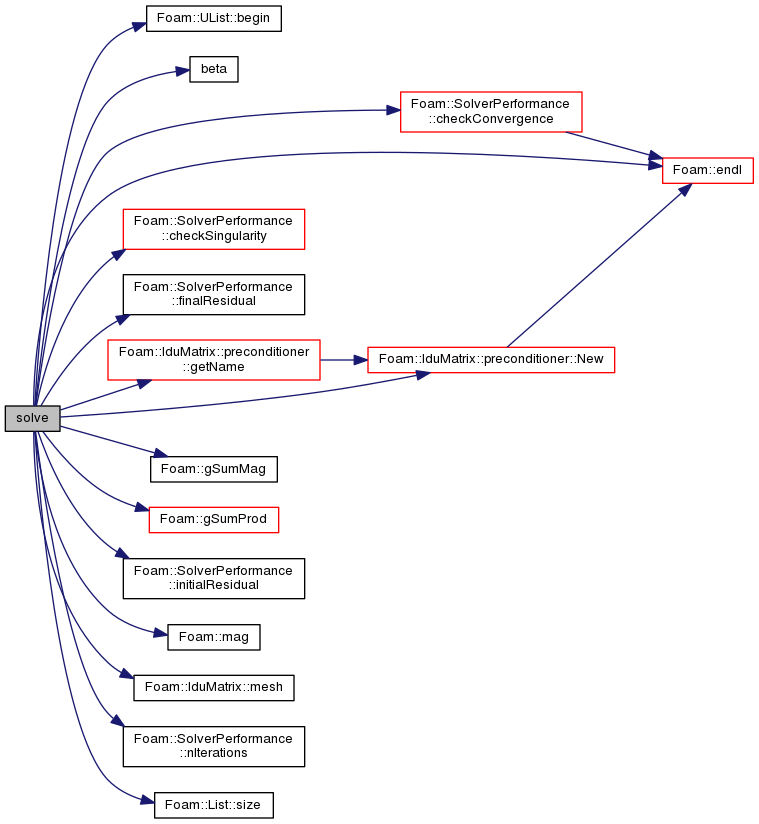 Foam::UList::begin
beta
Foam::SolverPerformance
::checkConvergence
Foam::endl
Foam::SolverPerformance
::checkSingularity
Foam::SolverPerformance
::finalResidual
Foam::lduMatrix::preconditioner
::getName
Foam::lduMatrix::preconditioner::New
solve
Foam::gSumMag
Foam::gSumProd
Foam::SolverPerformance
::initialResidual
Foam::mag
Foam::lduMatrix::mesh
Foam::SolverPerformance
::nIterations
Foam::List::size